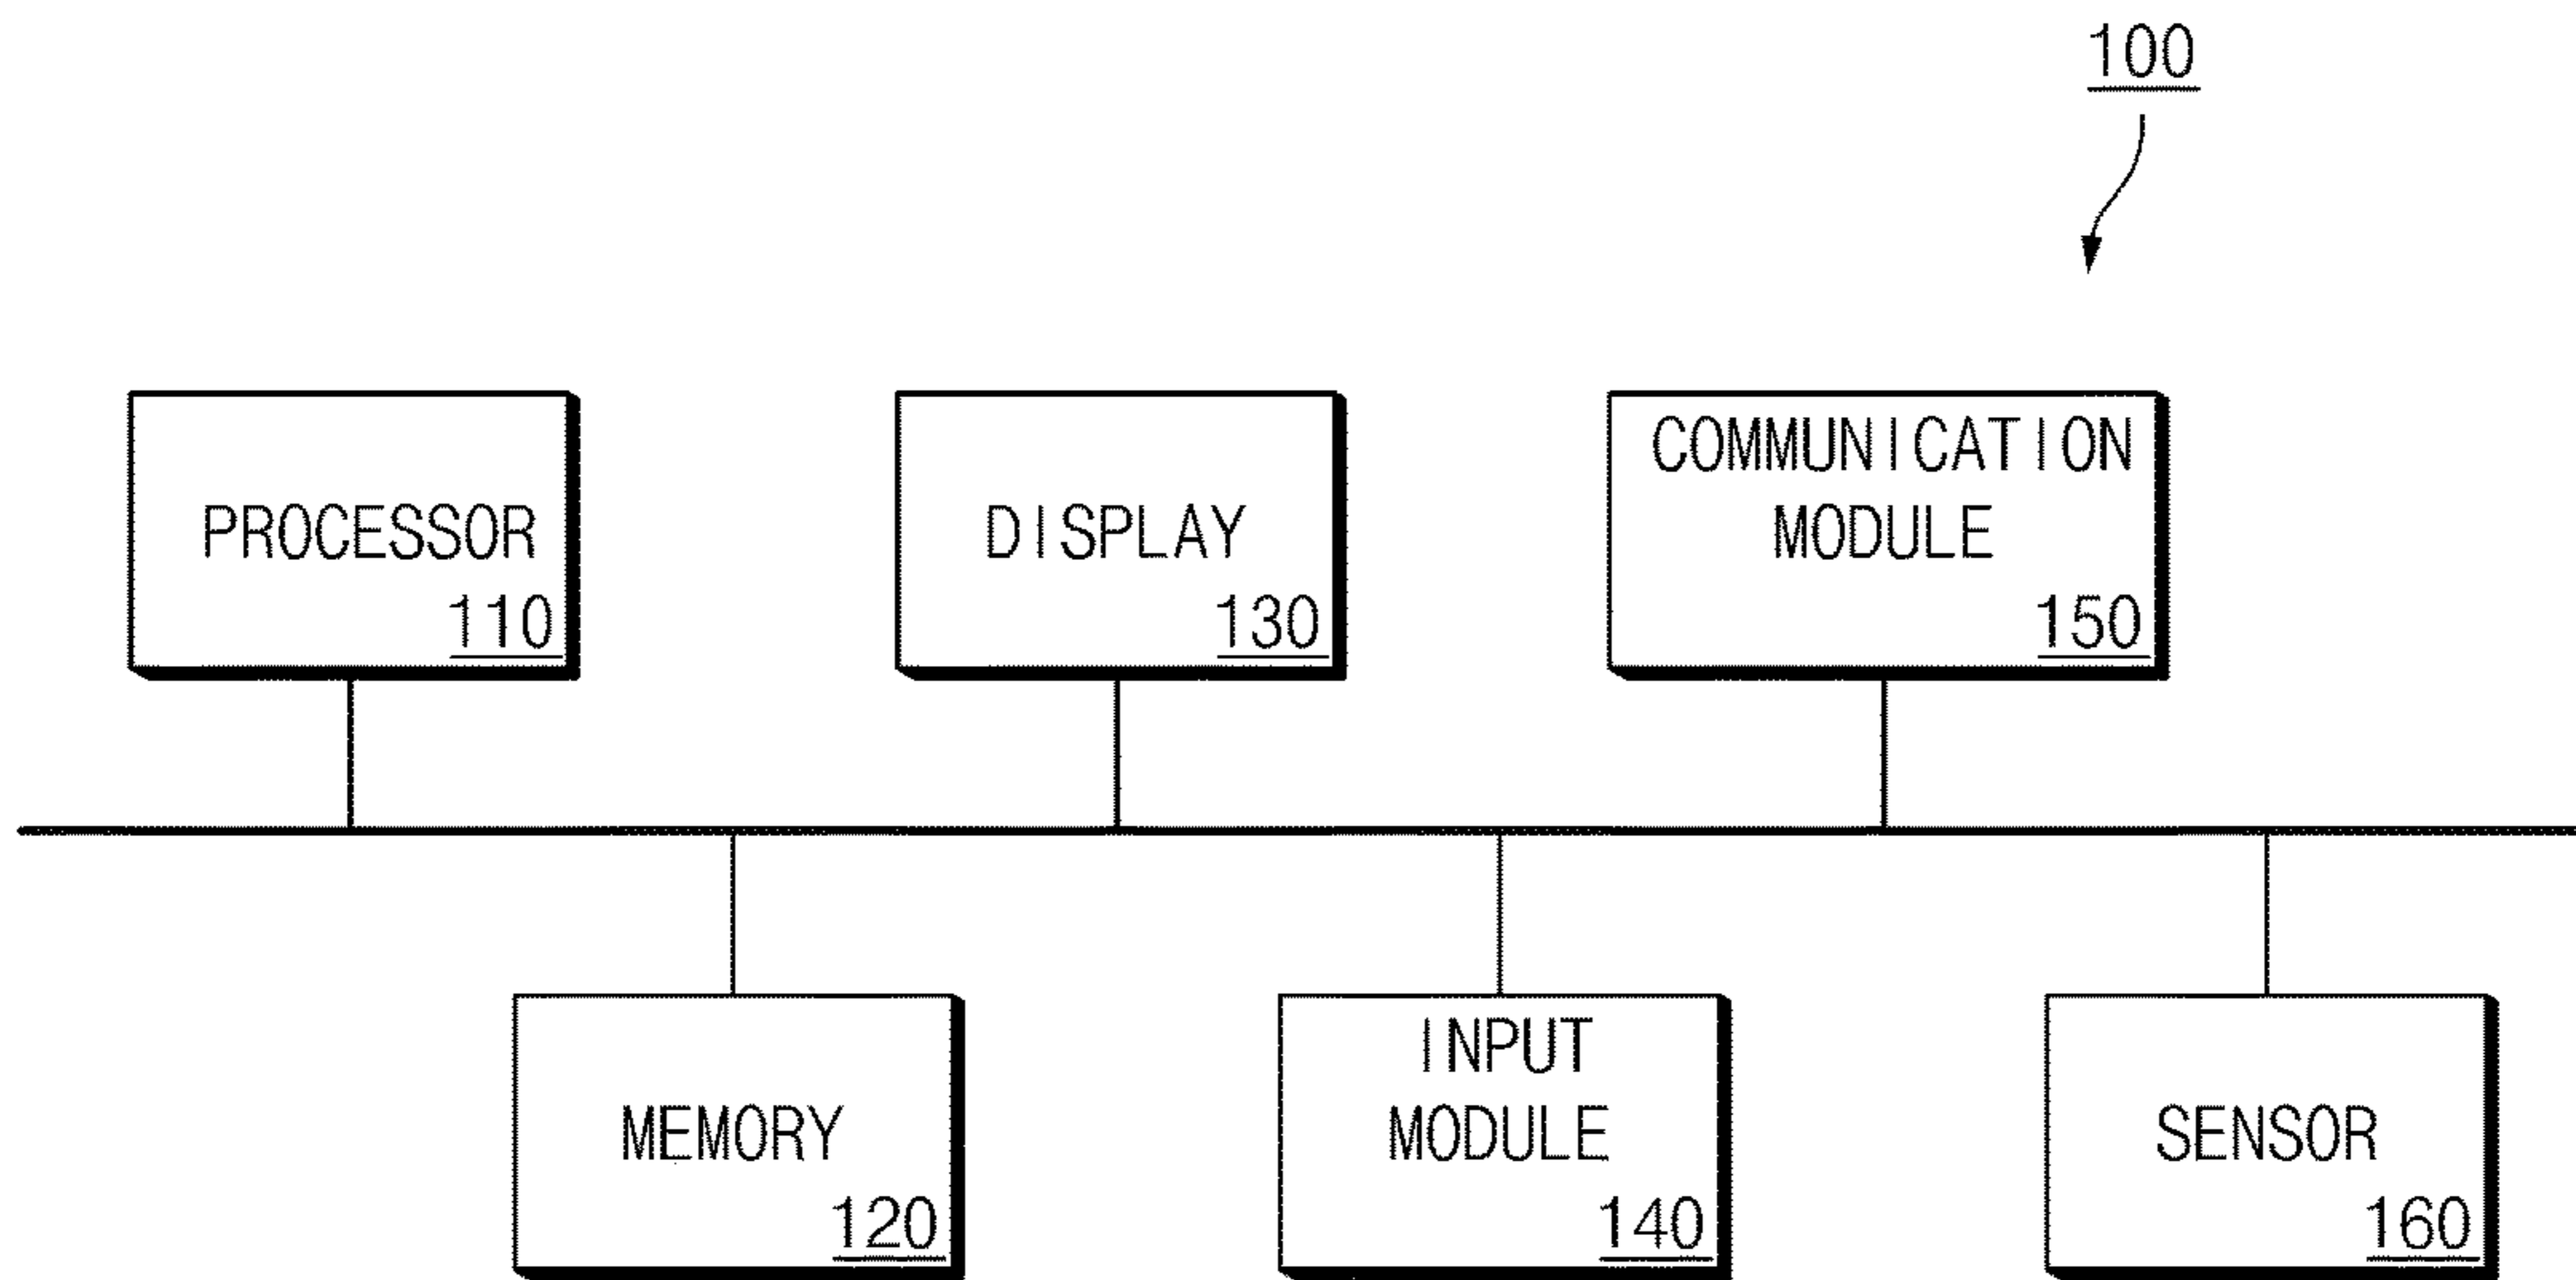 100
PROCESSOR
110
DISPLAY
130
COMMUNICATION
MODULE
150
MEMORY
120
INPUT
MODULE
140
SENSOR
160